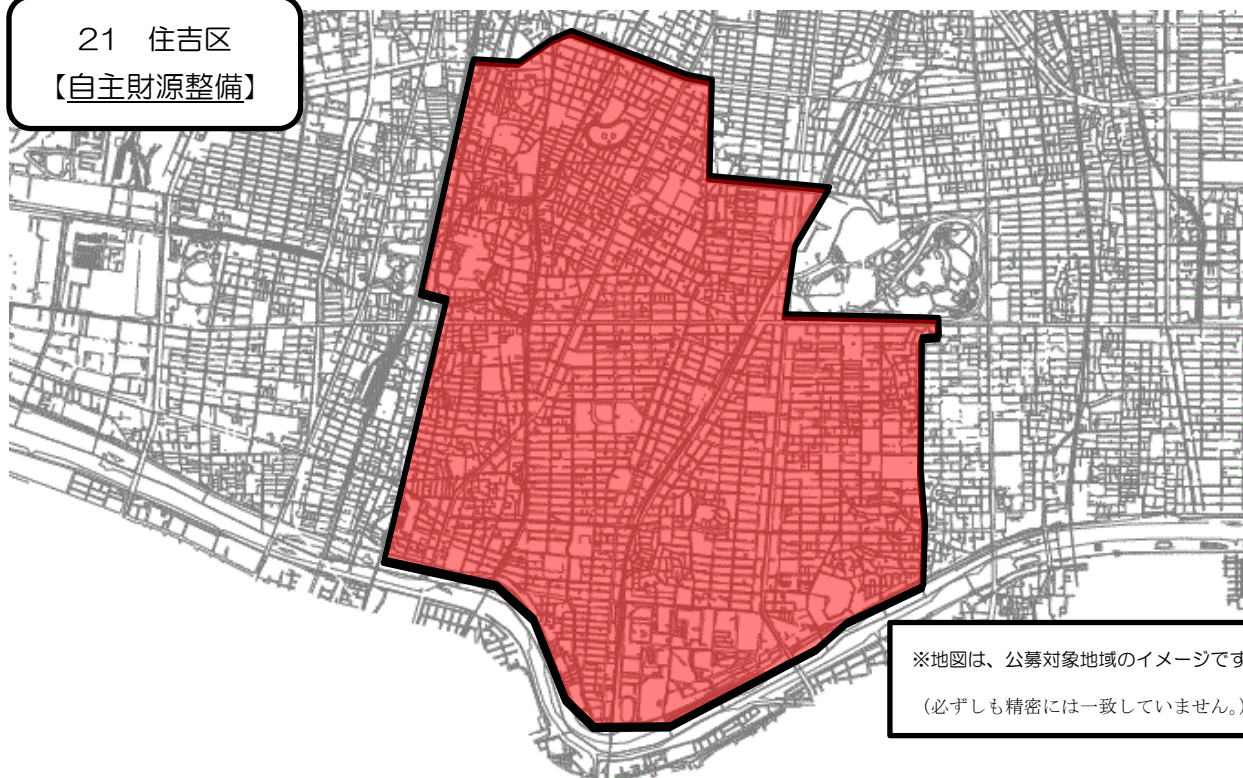 21　住吉区
【自主財源整備】
※地図は、公募対象地域のイメージです
（必ずしも精密には一致していません。）